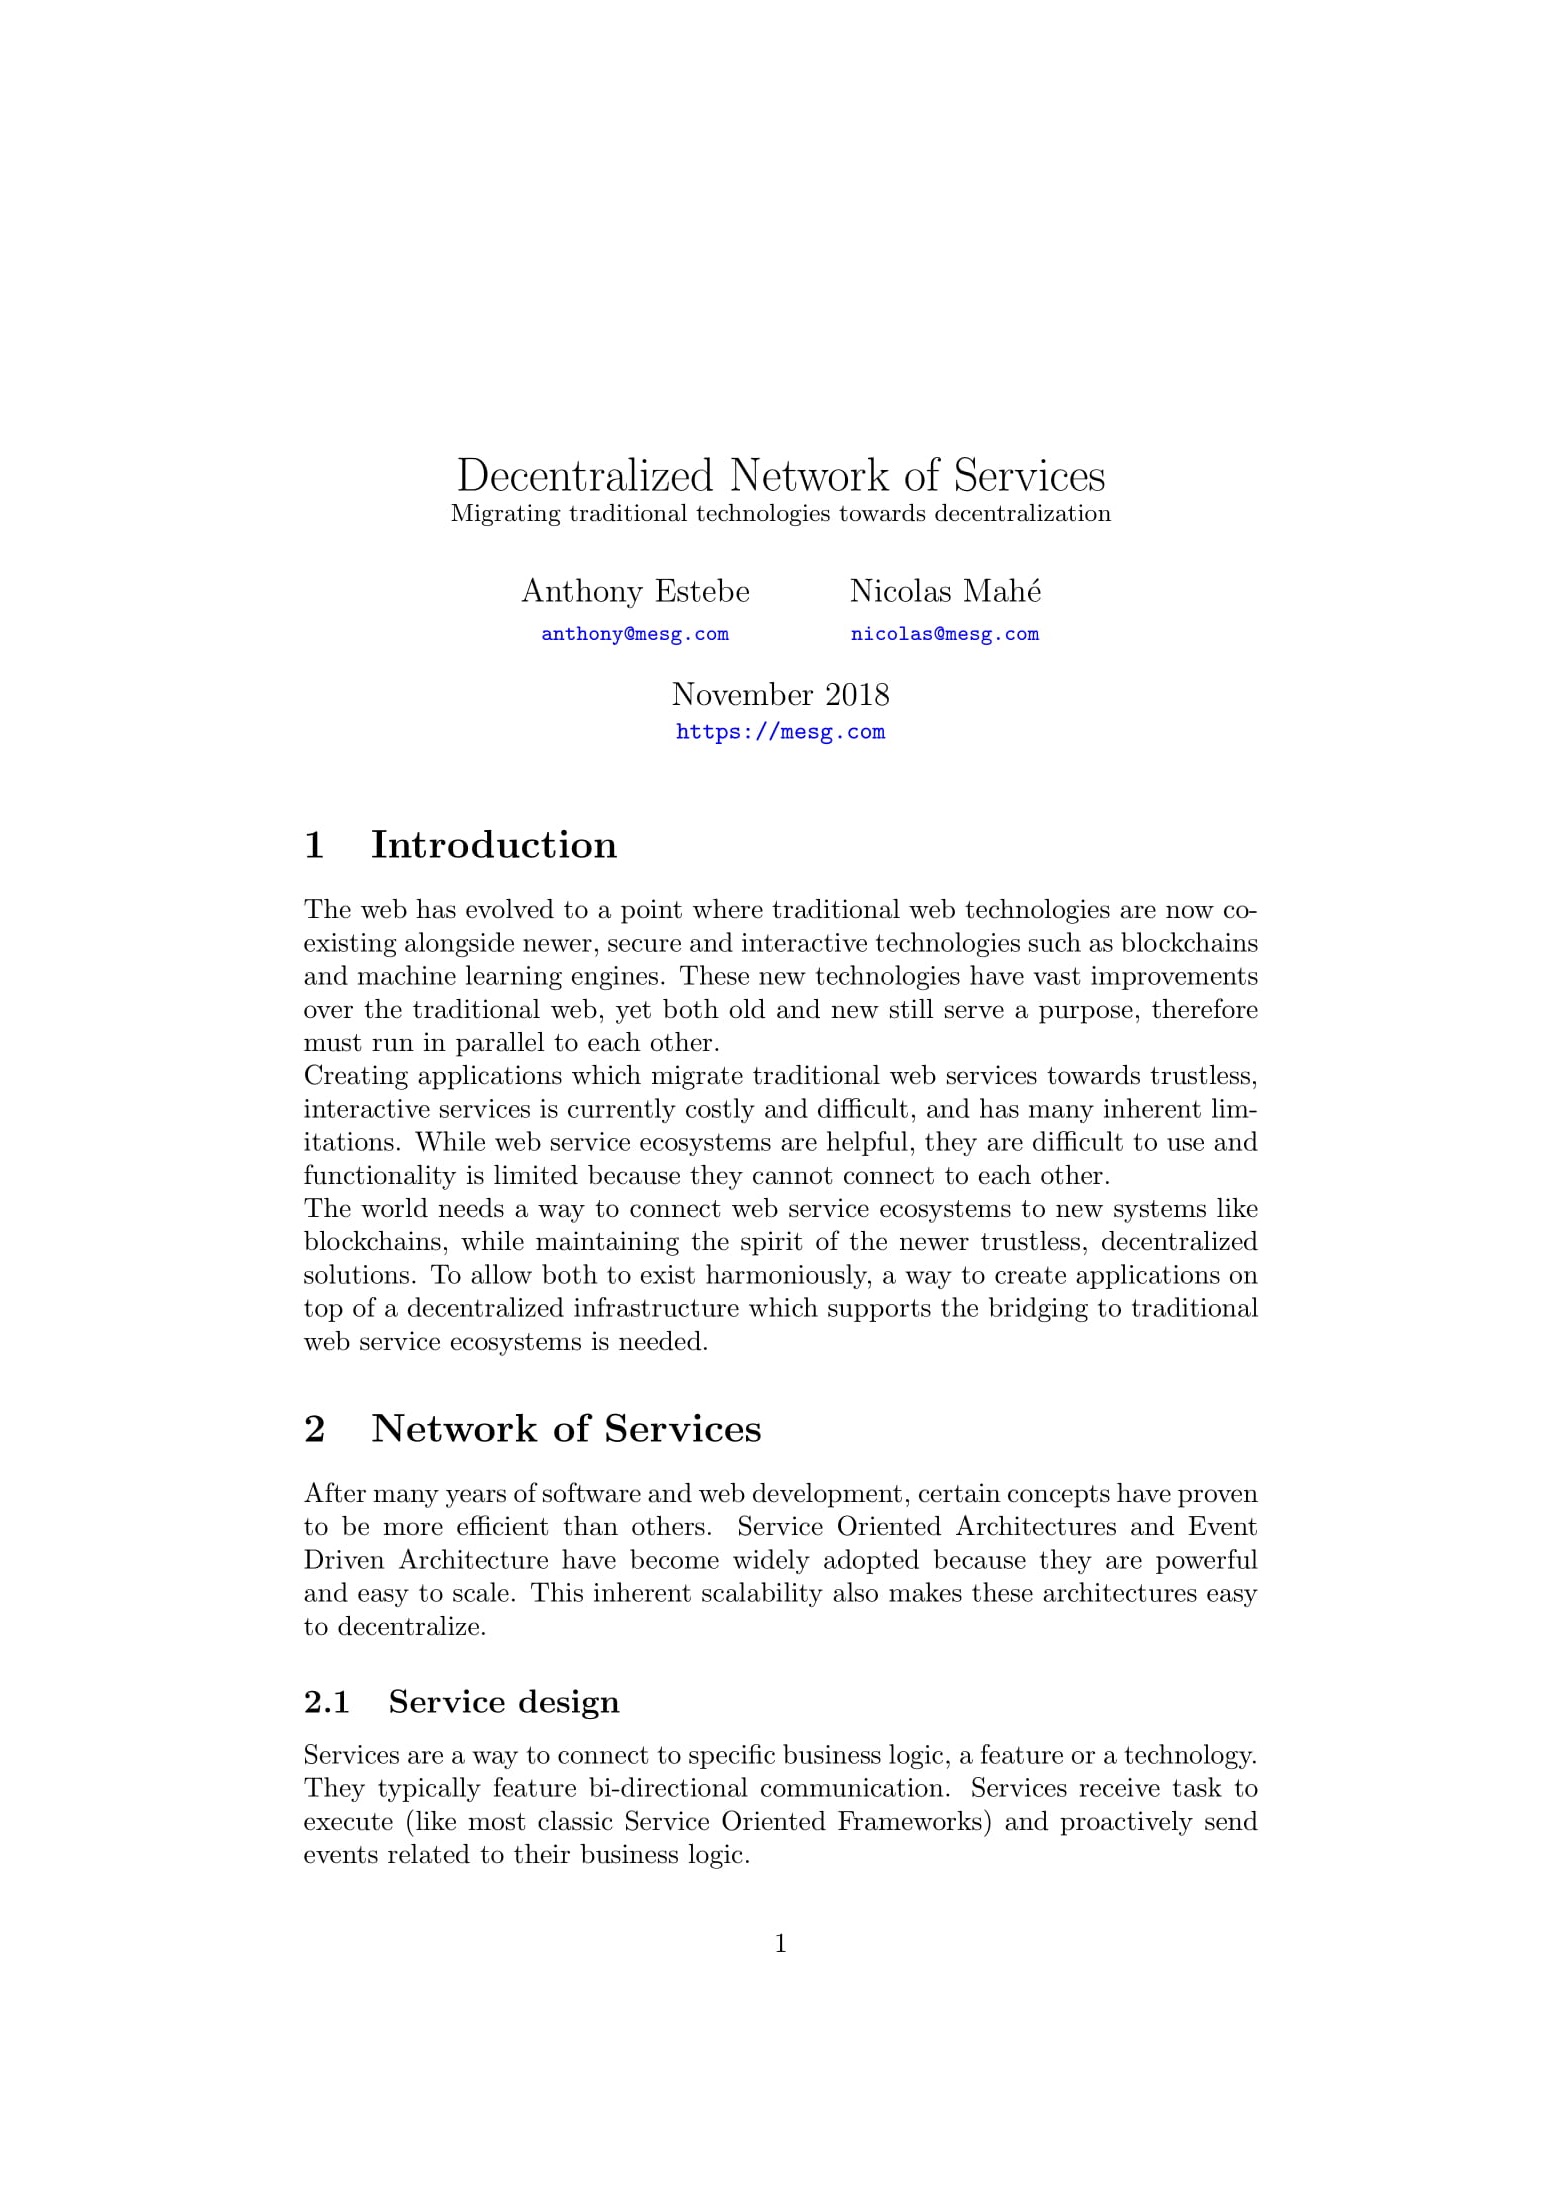 Decentralized Network of Services
Migrating traditional technologies towards decentralization
Anthony Estebe Nicolas Mahé
anthony@mesg.com nicolas@mesg.com
November 2018
https://mesg.com
1 Introduction
The web has evolved to a point where traditional web technologies are now co-
existing alongside newer, secure and interactive technologies such as blockchains
and machine learning engines. These new technologies have vast improvements
over the traditional web, yet both old and new still serve a purpose, therefore
must run in parallel to each other.
Creating applications which migrate traditional web services towards trustless,
interactive services is currently costly and difficult, and has many inherent lim-
itations. While web service ecosystems are helpful, they are difficult to use and
functionality is limited because they cannot connect to each other.
The world needs a way to connect web service ecosystems to new systems like
blockchains, while maintaining the spirit of the newer trustless, decentralized
solutions. To allow both to exist harmoniously, a way to create applications on
top of a decentralized infrastructure which supports the bridging to traditional
web service ecosystems is needed.
2 Network of Services
After many years of software and web development, certain concepts have proven
to be more efficient than others. Service Oriented Architectures and Event
Driven Architecture have become widely adopted because they are powerful
and easy to scale. This inherent scalability also makes these architectures easy
to decentralize.
2.1 Service design
Services are a way to connect to specific business logic, a feature or a technology.
They typically feature bi-directional communication. Services receive task to
execute (like most classic Service Oriented Frameworks) and proactively send
events related to their business logic.
1